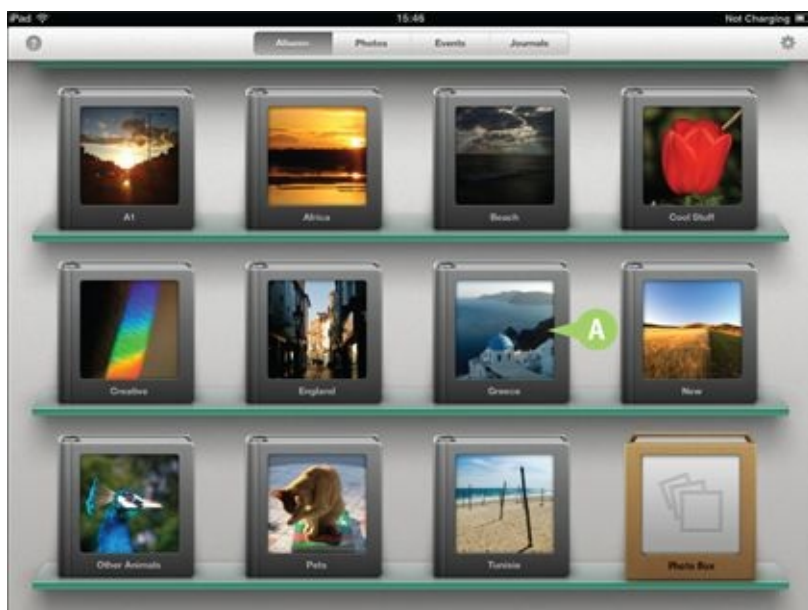 iPad 15:46 Not Charging
? Albums Photos Events Journals
A1 Africa Beach Cool Stuff
Creative England Greece New
A
Other Animals Pets Tunisie Photo Box